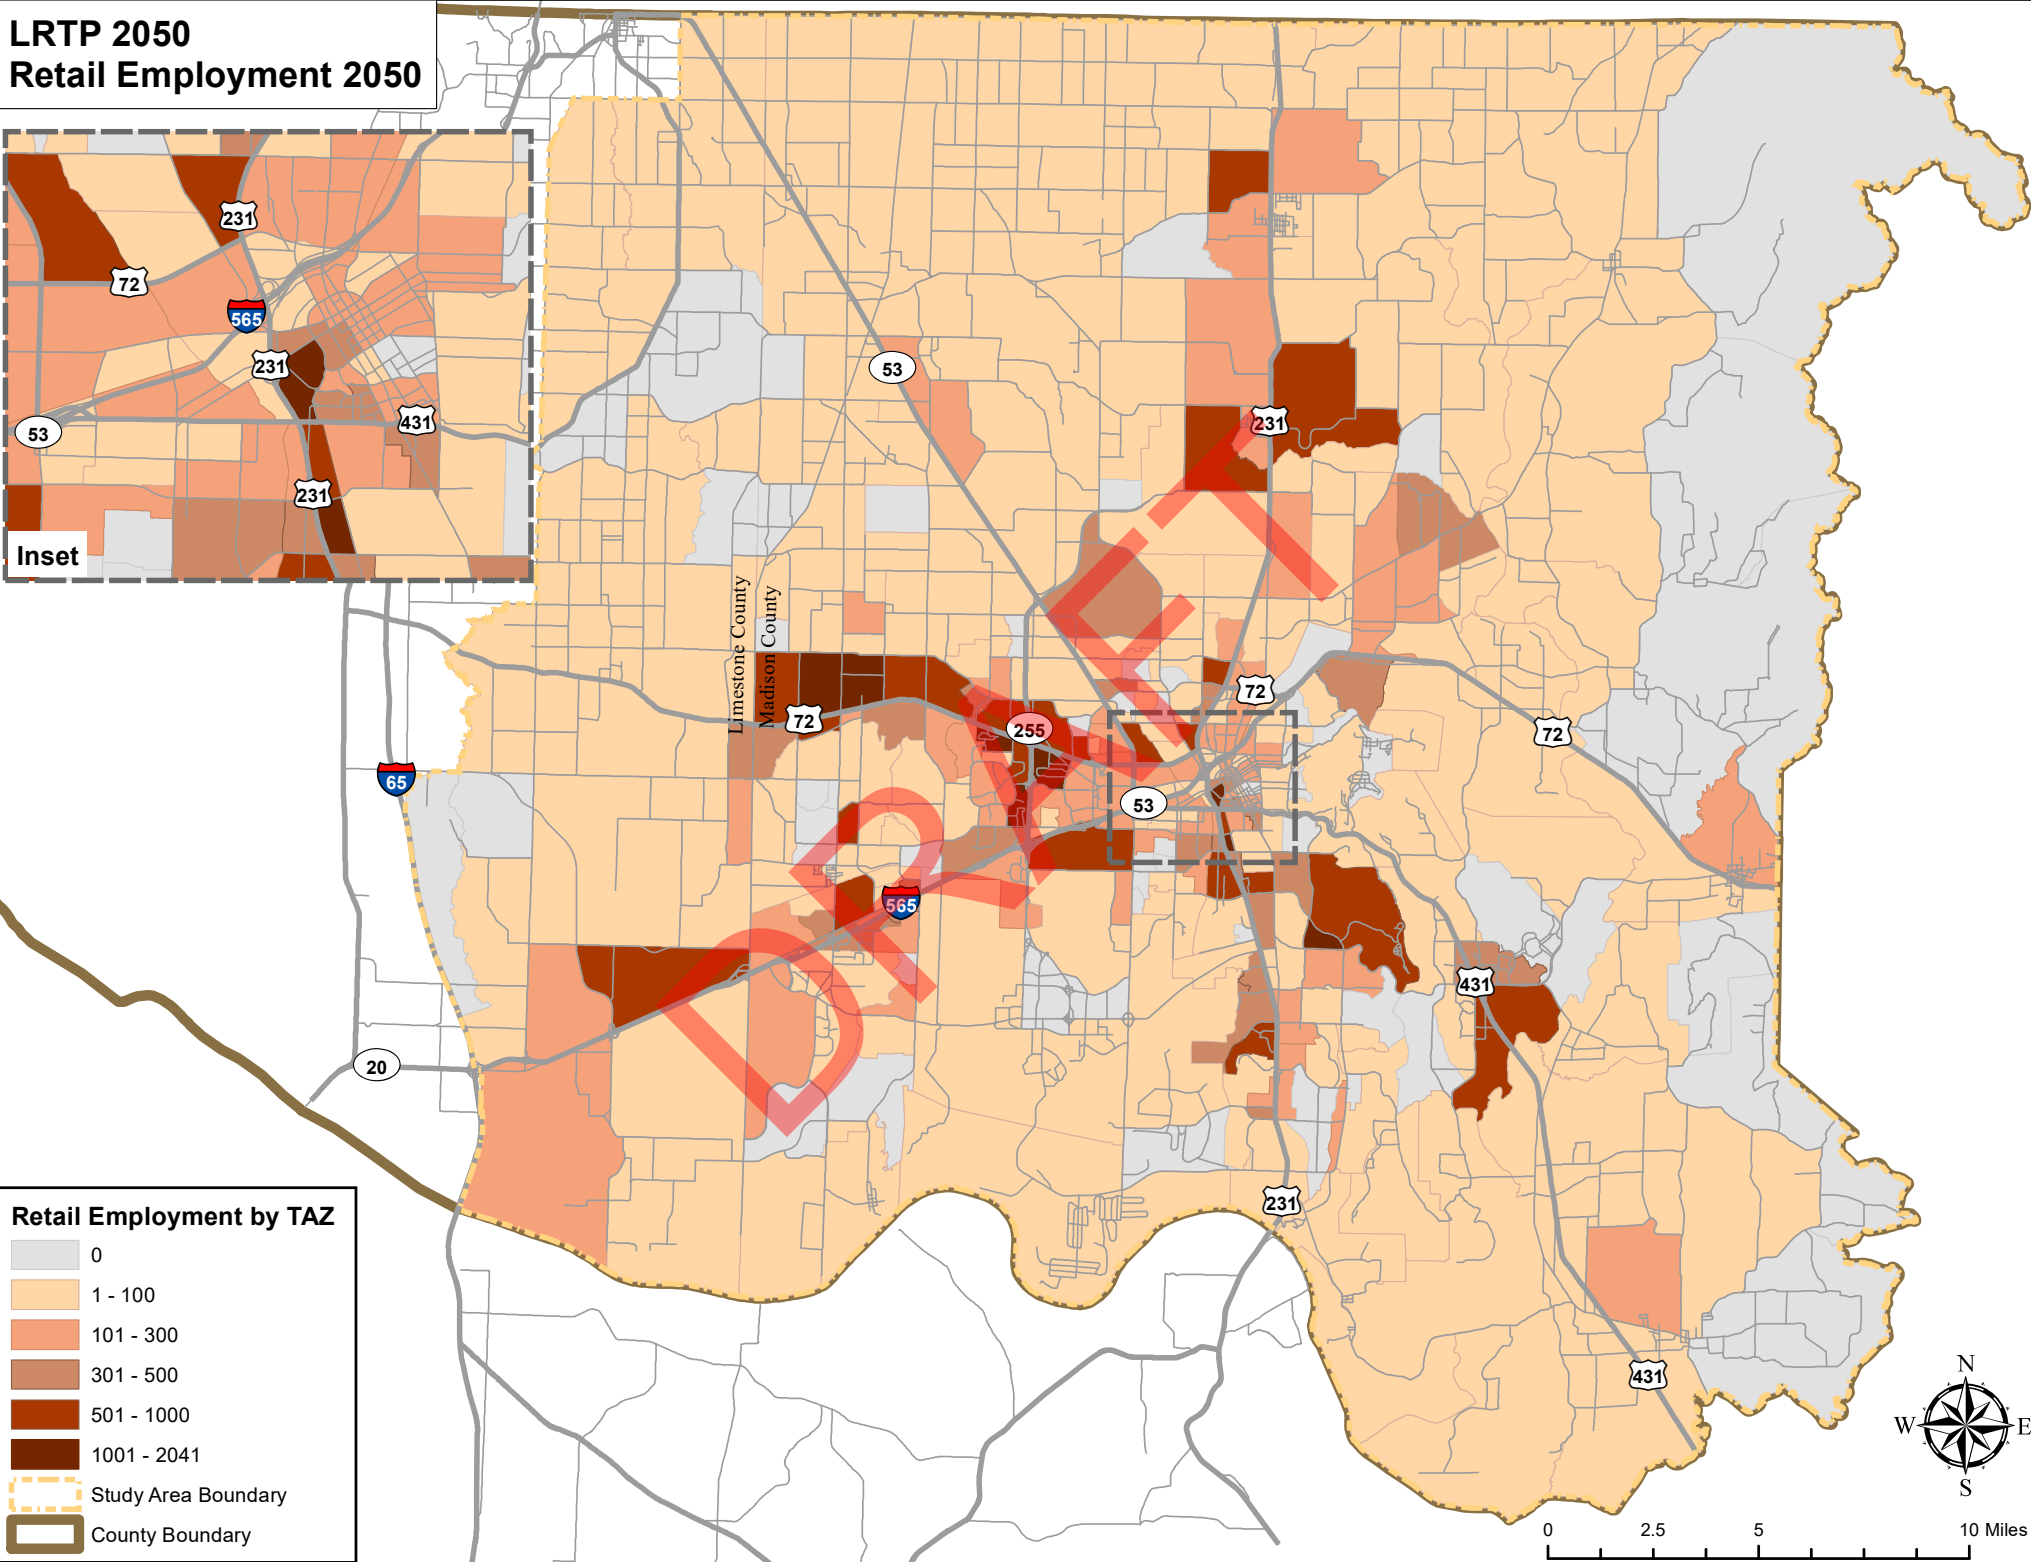 LRTP 2050
Retail Employment 2050
231
72
565
231
53
431
231
Inset
53
231
Limestone County
Madison County
72
72
255
72
65
53
565
431
20
231
431
DRAFT
Retail Employment by TAZ
0
1 - 100
101 - 300
301 - 500
501 - 1000
1001 - 2041
Study Area Boundary
County Boundary
N
W E
S
0 2.5 5 10 Miles